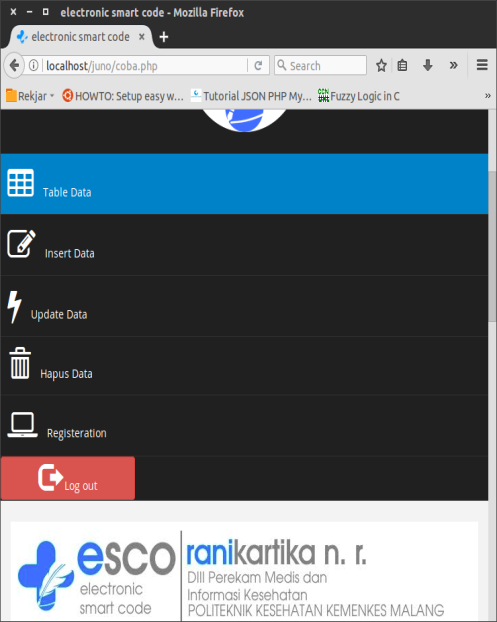 electronic smart code - Mozilla Firefox
electronic smart code
localhost/juno/coba.php
Search
Rekjar
HOWTO: Setup easy w...
Tutorial JSON PHP My...
Fuzzy Logic in C
Table Data
Insert Data
Update Data
Hapus Data
Registeration
Log out
esco
electronic
smart code
ranikartika n. r.
DIII Perekam Medis dan
Informasi Kesehatan
POLITEKNIK KESEHATAN KEMENKES MALANG